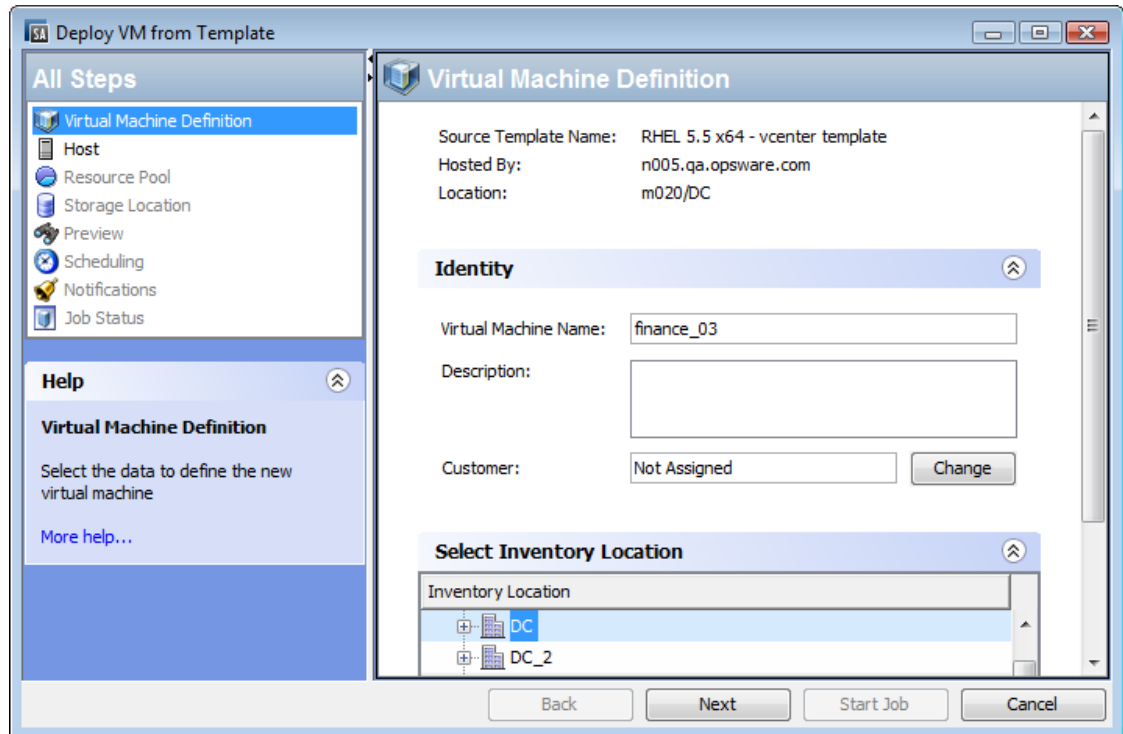 SA Deploy VM from Template
All Steps
Virtual Machine Definition
Host
Resource Pool
Storage Location
Preview
Scheduling
Notifications
Job Status
Help
Virtual Machine Definition
Select the data to define the new
virtual machine
More help...
Virtual Machine Definition
Source Template Name: RHEL 5.5 x64 - vcenter template
Hosted By: n005.qa.opsware.com
Location: m020/DC
Identity
Virtual Machine Name: finance_03
Description:
Customer: Not Assigned Change
Select Inventory Location
Inventory Location
DC
DC_2
Back Next Start Job Cancel